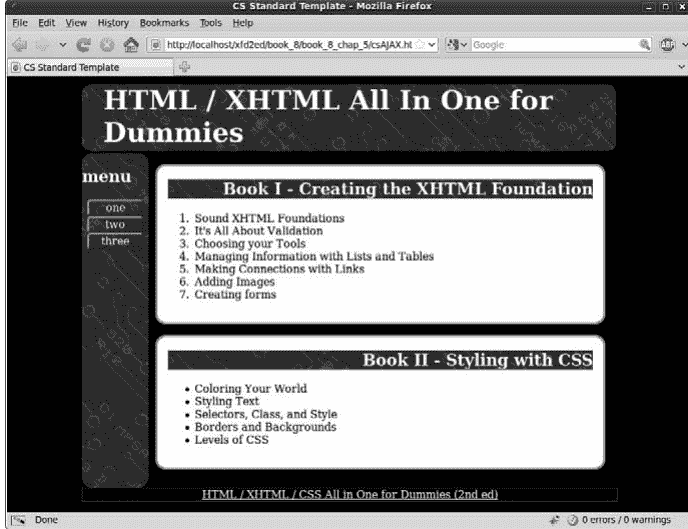 CS Standard Template - Mozilla Firefox
File Edit View History Bookmarks Tools Help
http://localhost/xfd2ed/book_8/book_8_chap_5/csAJAX.ht
Google
ABP
CS Standard Template
HTML / XHTML All In One for
Dummies
menu
one
two
three
Book I - Creating the XHTML Foundation
1. Sound XHTML Foundations
2. It's All About Validation
3. Choosing your Tools
4. Managing Information with Lists and Tables
5. Making Connections with Links
6. Adding Images
7. Creating forms
Book II - Styling with CSS
• Coloring Your World
• Styling Text
• Selectors, Class, and Style
• Borders and Backgrounds
• Levels of CSS
HTML / XHTML / CSS All in One for Dummies (2nd ed)
Done
0 errors / 0 warnings